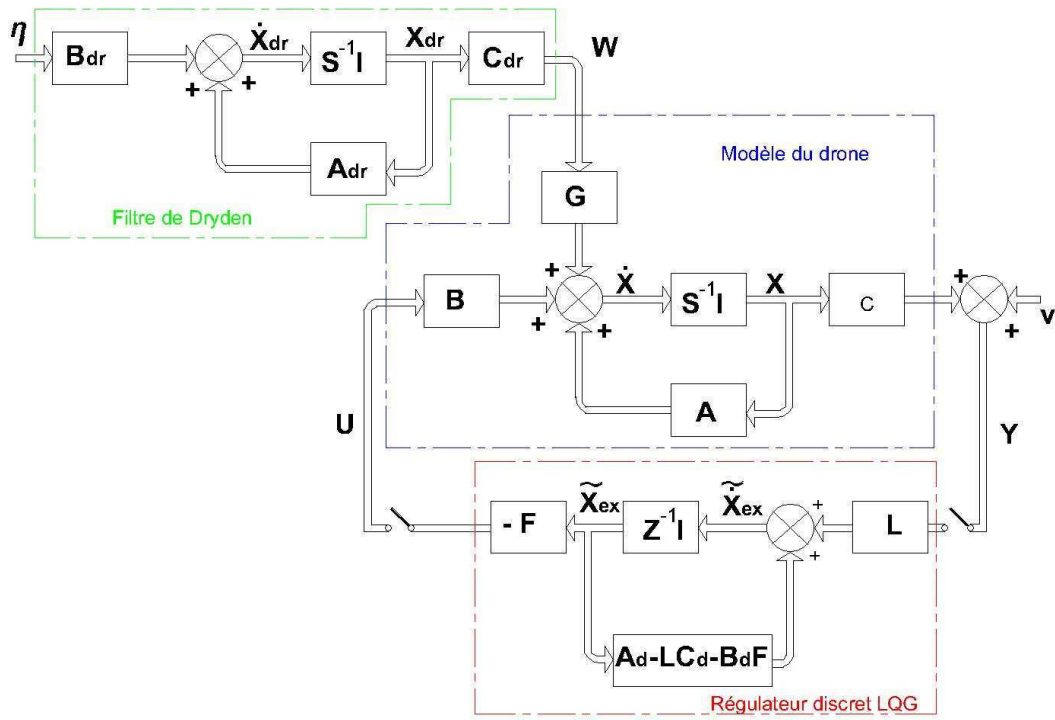 η
Bdr
Ẋdr
S⁻¹I
Xdr
Cdr
W
+
+
Adr
Filtre de Dryden
Modèle du drone
G
+
B
+
+
Ẋ
S⁻¹I
X
C
+
+
v
A
U
Y
- F
X̃ex
Z⁻¹I
Ẋ̃ex
+
+
L
Ad-LCd-BdF
Régulateur discret LQG